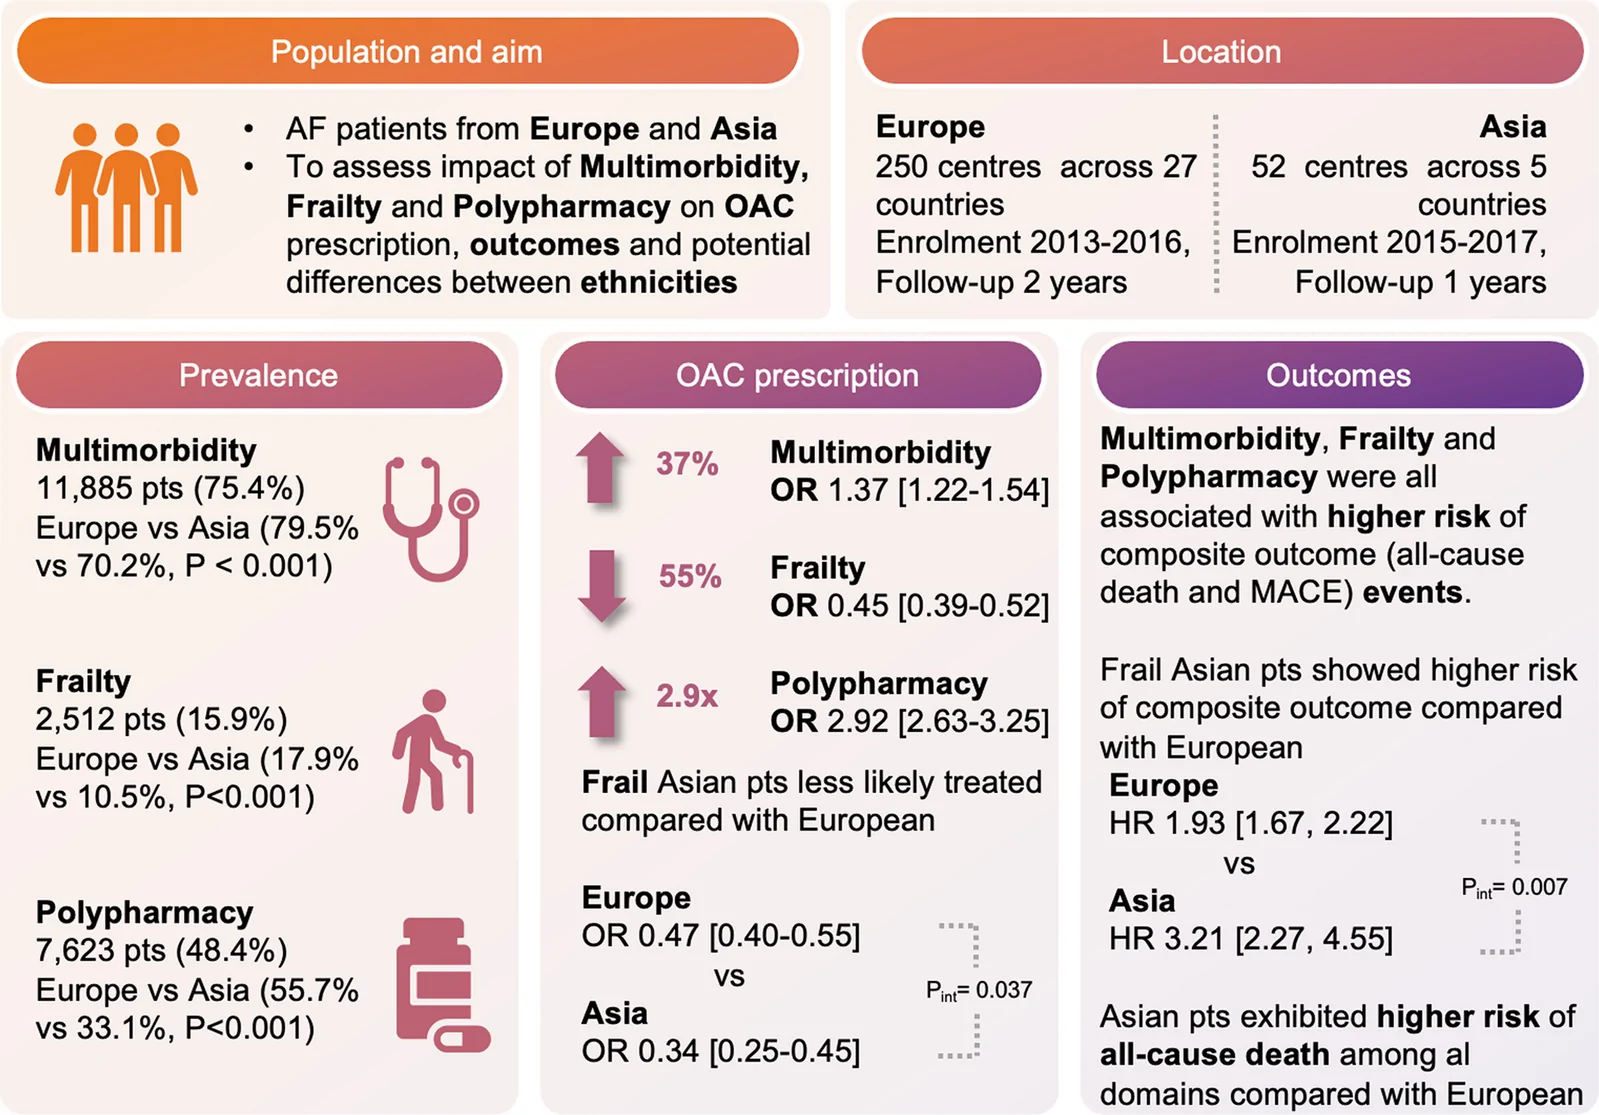 Population and aim
• AF patients from Europe and Asia
• To assess impact of Multimorbidity,
Frailty and Polypharmacy on OAC
prescription, outcomes and potential
differences between ethnicities
Location
Europe
250 centres across 27
countries
Enrolment 2013-2016,
Follow-up 2 years
Asia
52 centres across 5
countries
Enrolment 2015-2017,
Follow-up 1 years
Prevalence
Multimorbidity
11,885 pts (75.4%)
Europe vs Asia (79.5%
vs 70.2%, P < 0.001)
Frailty
2,512 pts (15.9%)
Europe vs Asia (17.9%
vs 10.5%, P<0.001)
Polypharmacy
7,623 pts (48.4%)
Europe vs Asia (55.7%
vs 33.1%, P<0.001)
OAC prescription
37%
Multimorbidity
OR 1.37 [1.22-1.54]
55%
Frailty
OR 0.45 [0.39-0.52]
2.9x
Polypharmacy
OR 2.92 [2.63-3.25]
Frail Asian pts less likely treated
compared with European
Europe
OR 0.47 [0.40-0.55]
vs
Asia
OR 0.34 [0.25-0.45]
Pint= 0.037
Outcomes
Multimorbidity, Frailty and
Polypharmacy were all
associated with higher risk of
composite outcome (all-cause
death and MACE) events.
Frail Asian pts showed higher risk
of composite outcome compared
with European
Europe
HR 1.93 [1.67, 2.22]
vs
Asia
HR 3.21 [2.27, 4.55]
Pint= 0.007
Asian pts exhibited higher risk of
all-cause death among al
domains compared with European